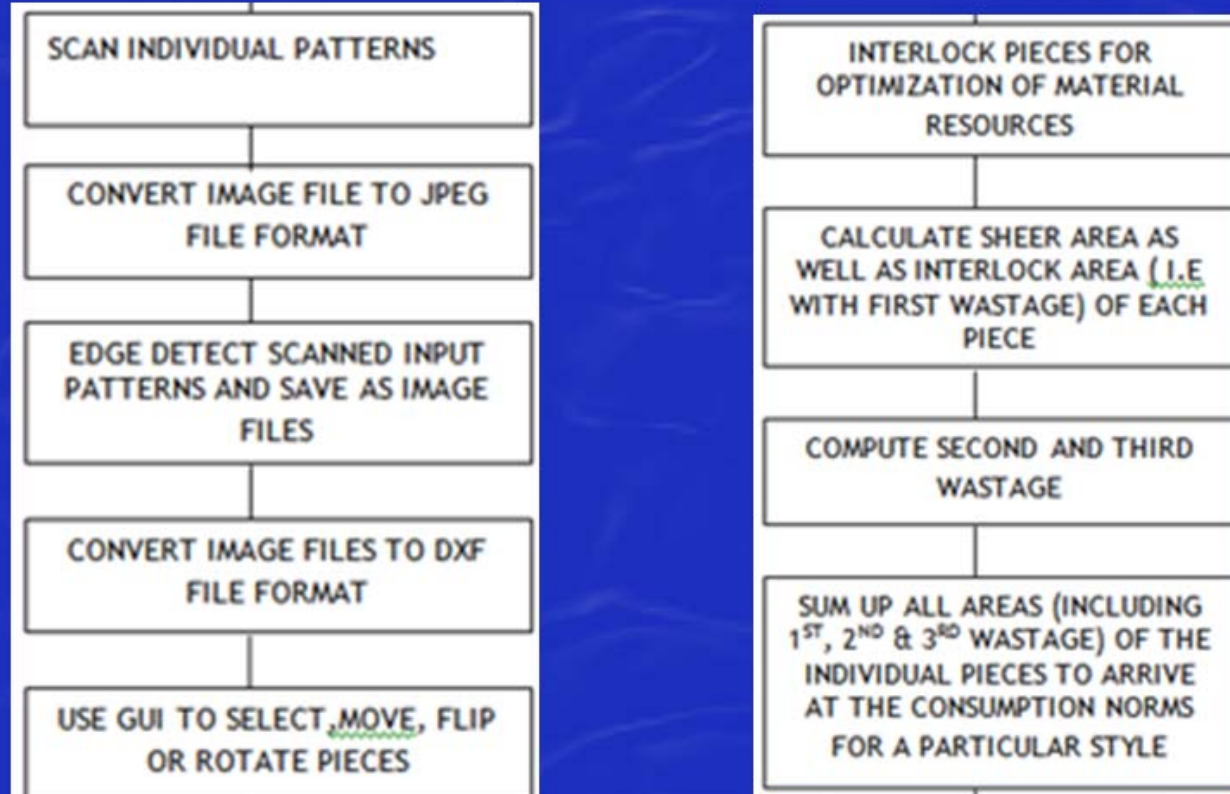 SCAN INDIVIDUAL PATTERNS
CONVERT IMAGE FILE TO JPEG
FILE FORMAT
EDGE DETECT SCANNED INPUT
PATTERNS AND SAVE AS IMAGE
FILES
CONVERT IMAGE FILES TO DXF
FILE FORMAT
USE GUI TO SELECT,MOVE, FLIP
OR ROTATE PIECES
INTERLOCK PIECES FOR
OPTIMIZATION OF MATERIAL
RESOURCES
CALCULATE SHEER AREA AS
WELL AS INTERLOCK AREA ( I.E
WITH FIRST WASTAGE) OF EACH
PIECE
COMPUTE SECOND AND THIRD
WASTAGE
SUM UP ALL AREAS (INCLUDING
1ST, 2ND & 3RD WASTAGE) OF THE
INDIVIDUAL PIECES TO ARRIVE
AT THE CONSUMPTION NORMS
FOR A PARTICULAR STYLE